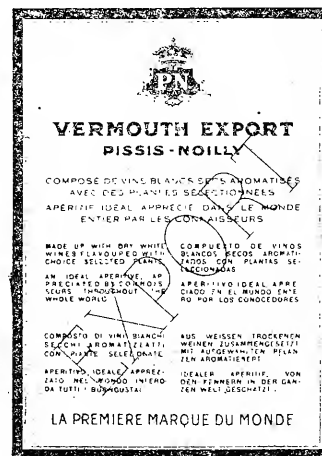 PN
VERMOUTH EXPORT
PISSIS-NOILLY
COMPOSÉ DE VINS BLANCS SECS AROMATISÉS
AVEC DES PLANTES SÉLECTIONNÉES
APÉRITIF IDÉAL APPRÉCIÉ DANS LE MONDE
ENTIER PAR LES CONNAISSEURS
MADE UP WITH DRY WHITE
WINES FLAVOURED WITH
CHOICE SELECTED PLANTS
AN IDEAL APERITIVE, AP-
PRECIATED BY CONNOIS-
SEURS THROUGHOUT THE
WHOLE WORLD
COMPUESTO DE VINOS
BLANCOS SECOS AROMATI-
ZADOS CON PLANTAS SE-
LECCIONADAS
APERITIVO IDEAL APRE-
CIADO EN EL MUNDO ENTE-
RO POR LOS CONOCEDORES
COMPOSTO DI VINI BIANCHI
SECCHI AROMATIZZATI
CON PIANTE SELEZIONATE
APERITIVO IDEALE APPREZ-
ZATO NEL MONDO INTERO
DA TUTTI I BUONGUSTAI
AUS WEISSEN TROCKENEN
WEINEN ZUSAMMENGESETZT
MIT AUFGEWÄHLTEN PFLAN-
ZEN AROMATISIERT
IDEALER APERITIF, VON
DEN KENNERN IN DER GAN-
ZEN WELT GESCHÄTZT.
LA PREMIERE MARQUE DU MONDE
EXPORT